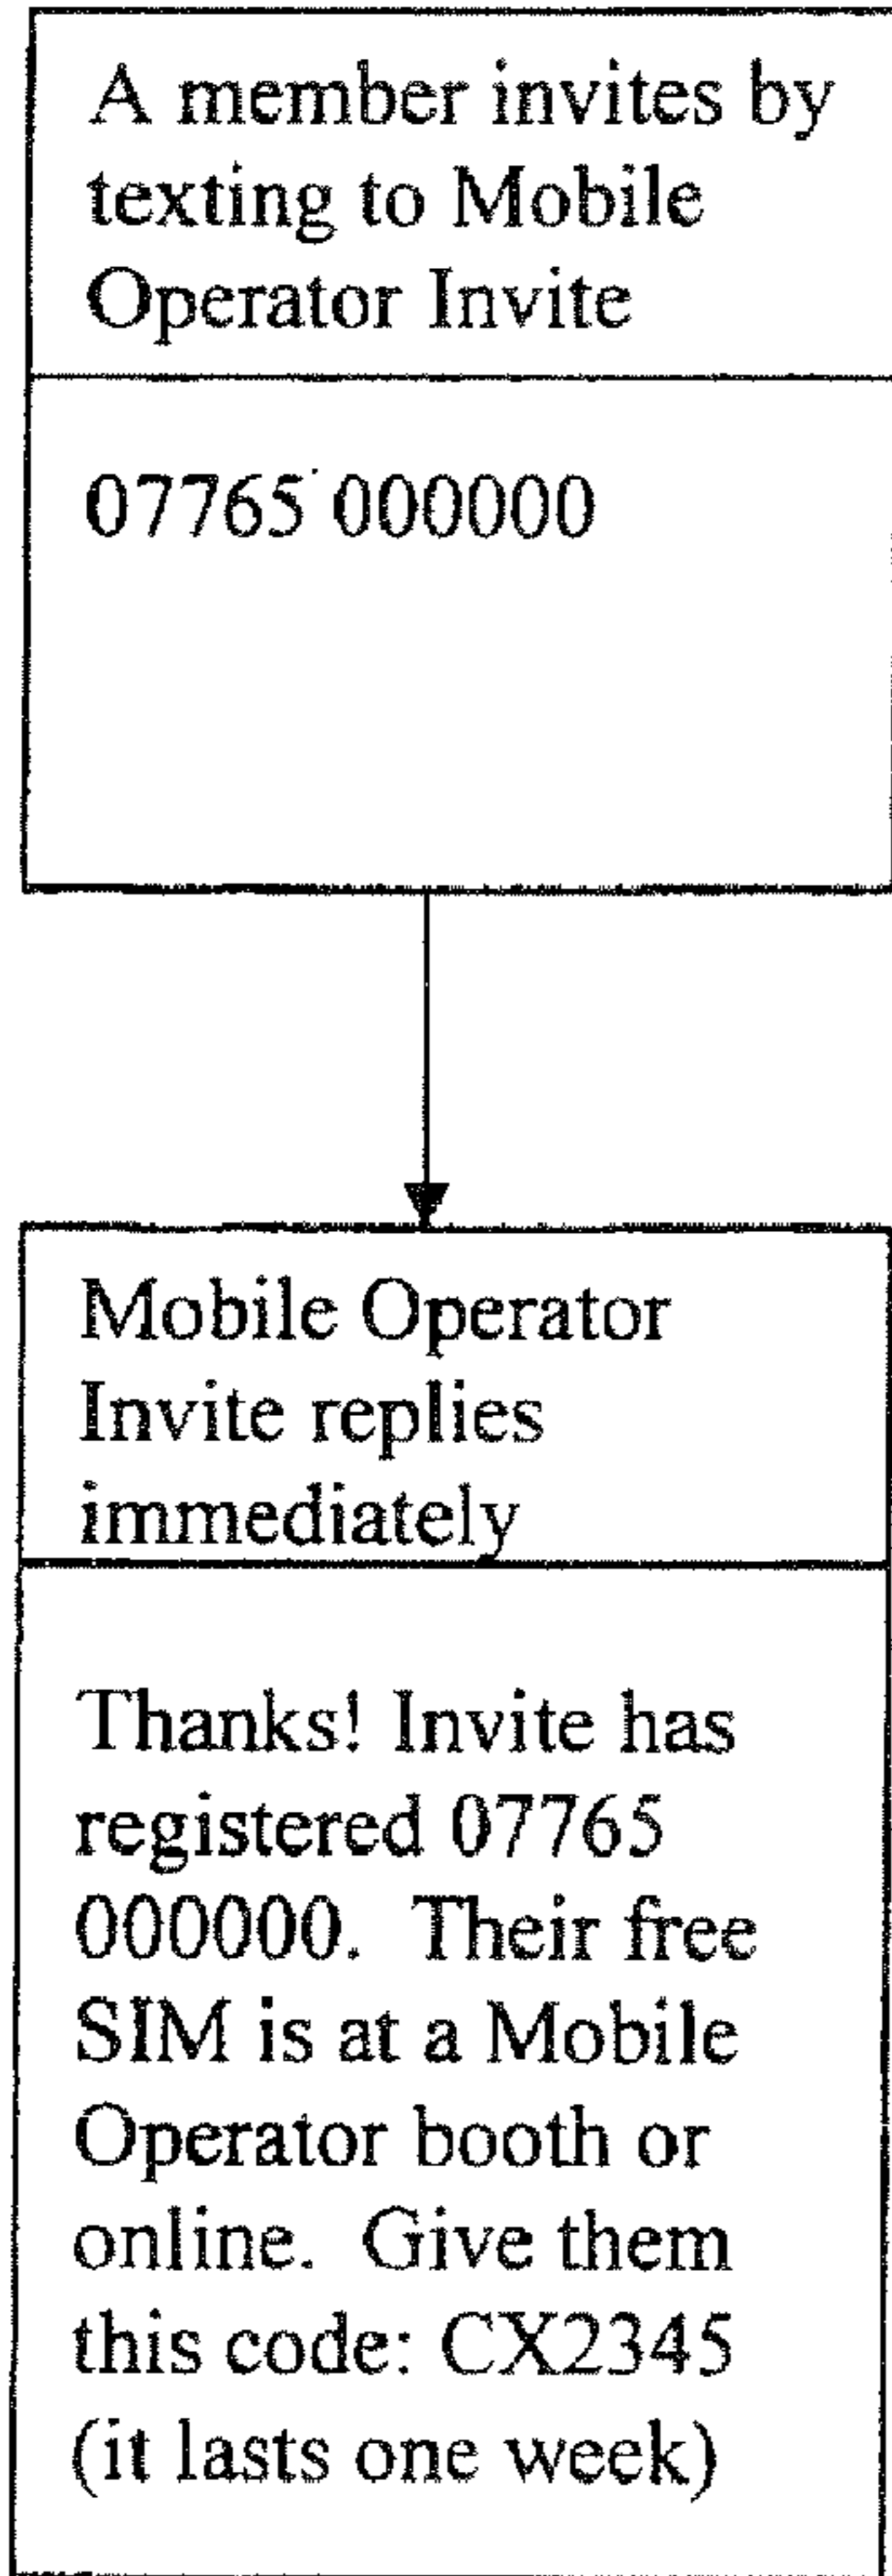 A member invites by
texting to Mobile
Operator Invite
07765 000000
Mobile Operator
Invite replies
immediately
Thanks! Invite has
registered 07765
000000. Their free
SIM is at a Mobile
Operator booth or
online. Give them
this code: CX2345
(it lasts one week)